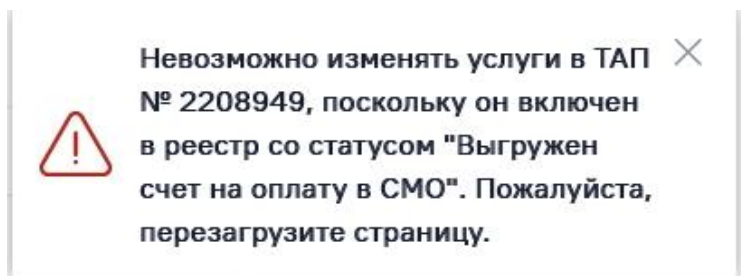 Невозможно изменять услуги в ТАП
№ 2208949, поскольку он включен
в реестр со статусом "Выгружен
счет на оплату в СМО". Пожалуйста,
перезагрузите страницу.